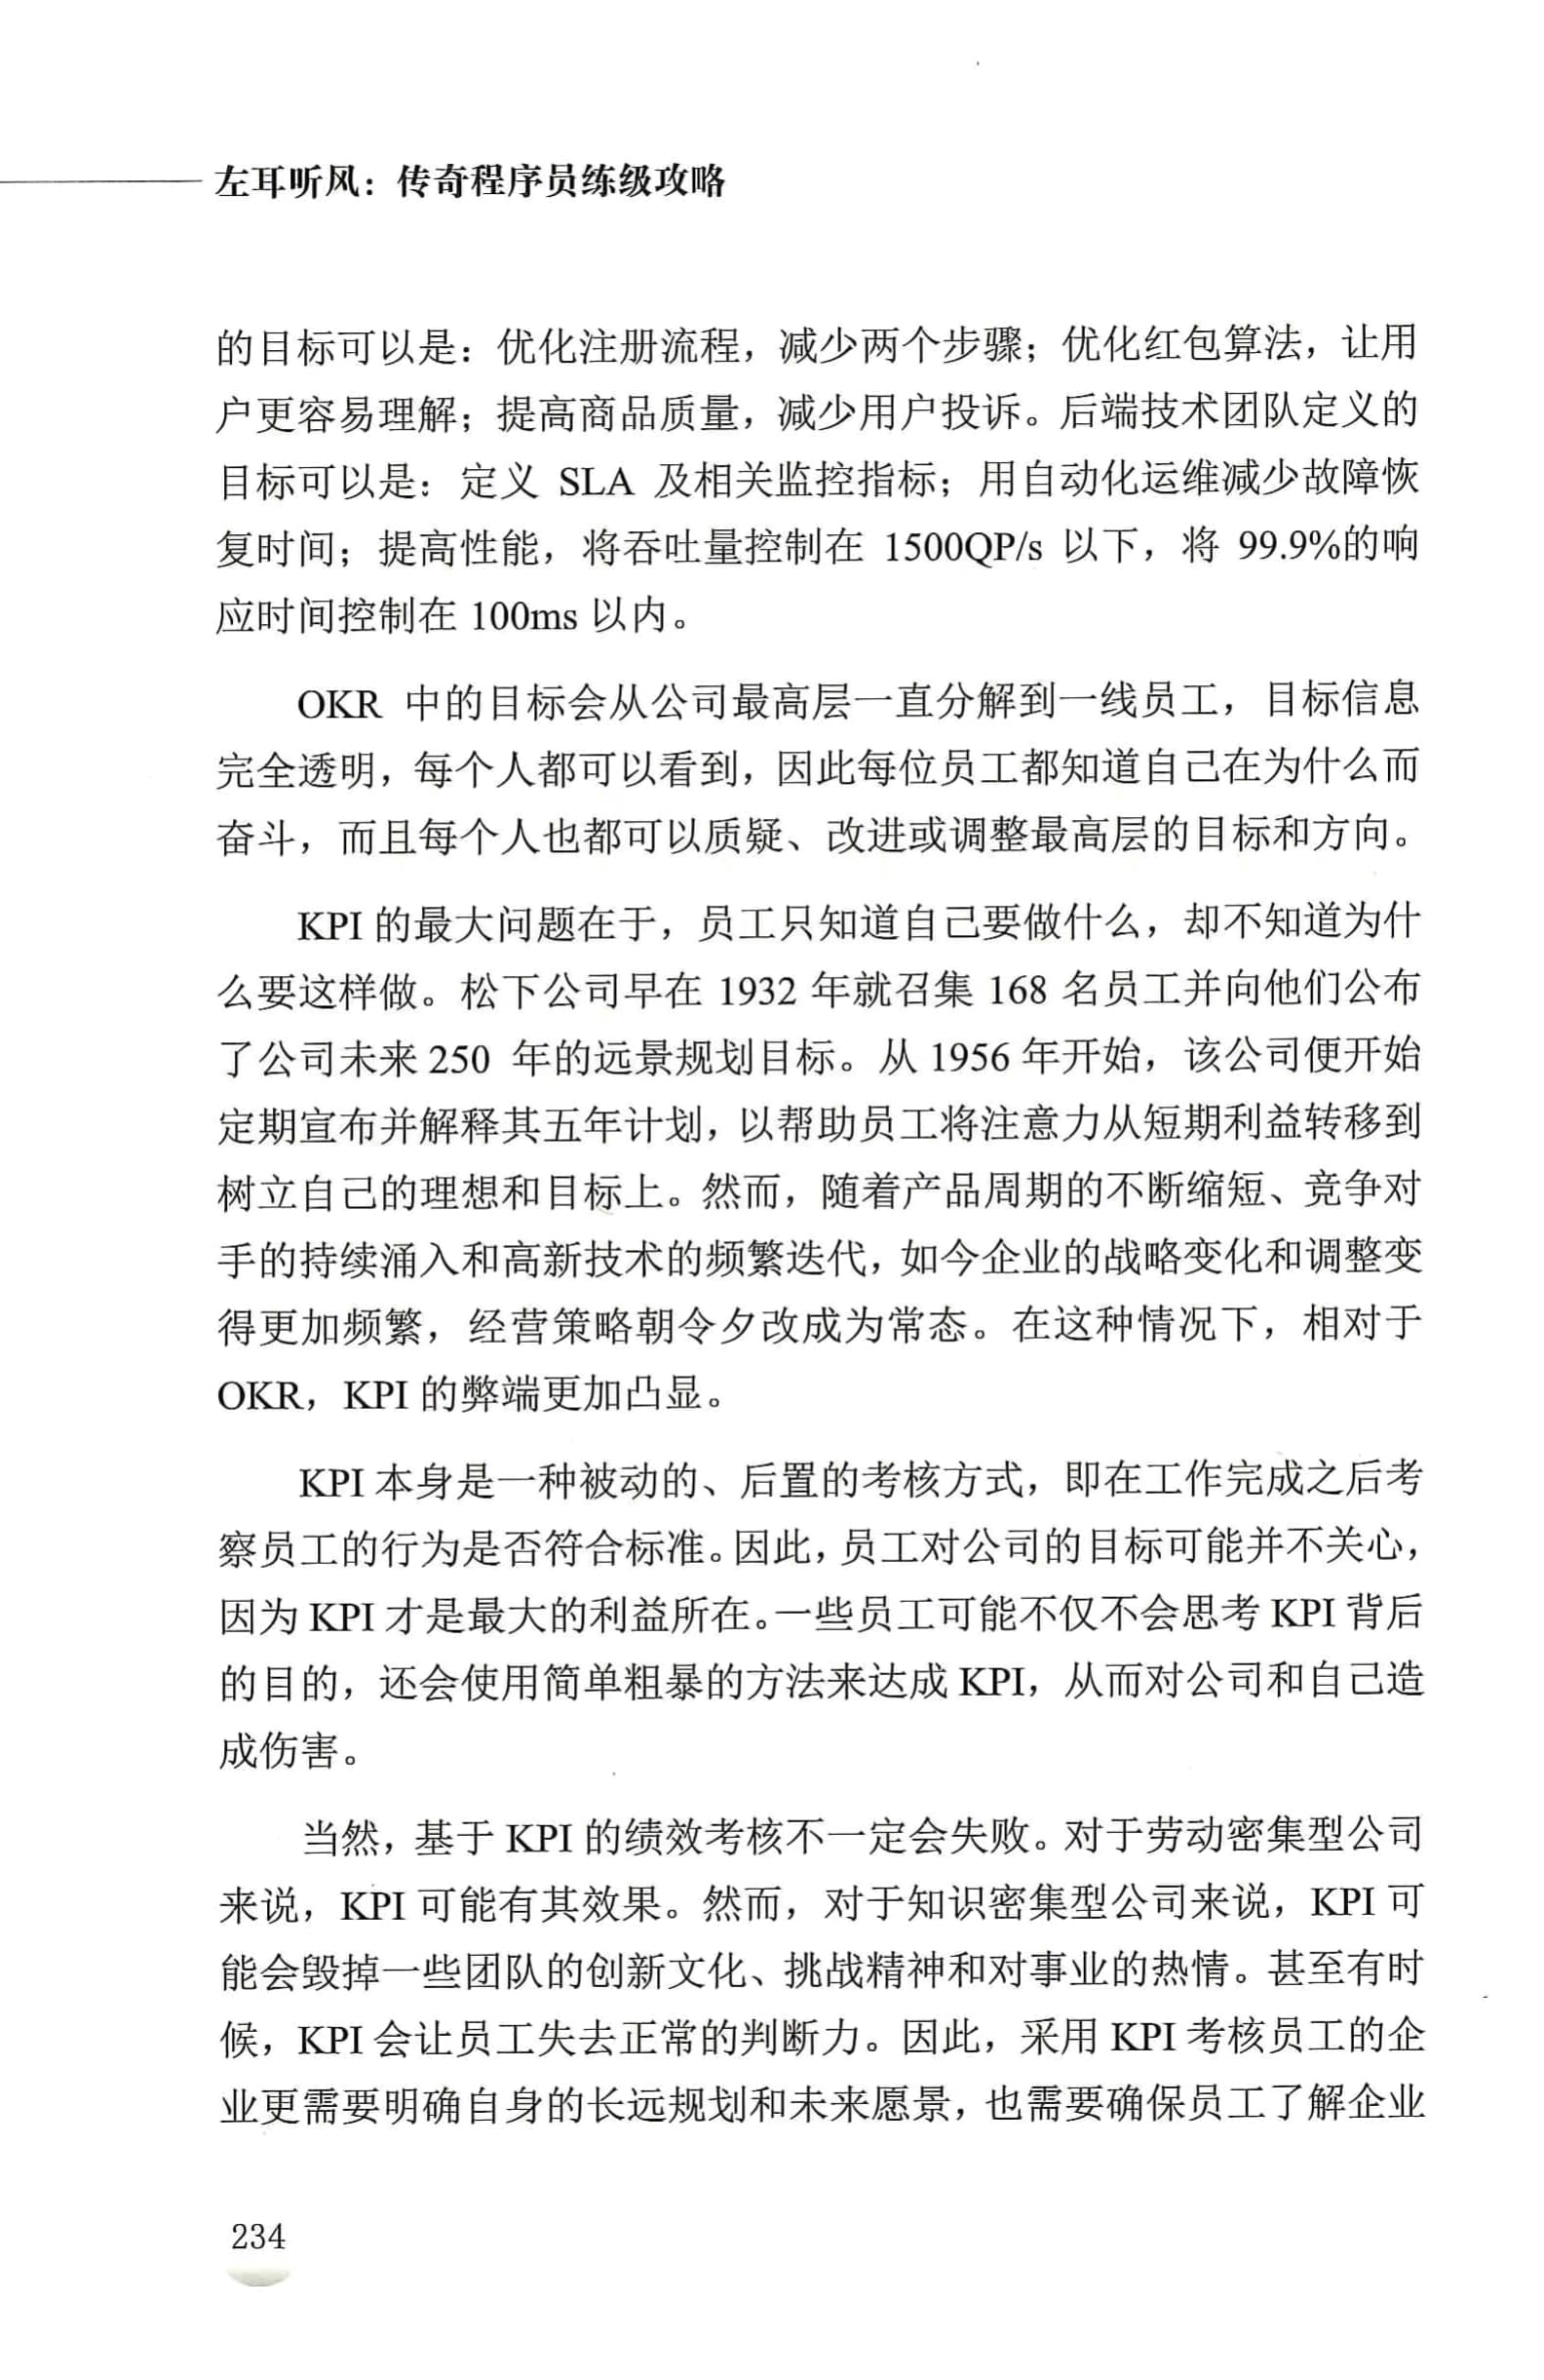 左耳听风：传奇程序员练级攻略
的目标可以是：优化注册流程，减少两个步骤；优化红包算法，让用
户更容易理解；提高商品质量，减少用户投诉。后端技术团队定义的
目标可以是：定义 SLA 及相关监控指标；用自动化运维减少故障恢
复时间；提高性能，将吞吐量控制在 1500QP/s 以下，将 99.9%的响
应时间控制在 100ms 以内。
OKR 中的目标会从公司最高层一直分解到一线员工，目标信息
完全透明，每个人都可以看到，因此每位员工都知道自己在为什么而
奋斗，而且每个人也都可以质疑、改进或调整最高层的目标和方向。
KPI 的最大问题在于，员工只知道自己要做什么，却不知道为什
么要这样做。松下公司早在 1932 年就召集 168 名员工并向他们公布
了公司未来 250 年的远景规划目标。从 1956 年开始，该公司便开始
定期宣布并解释其五年计划，以帮助员工将注意力从短期利益转移到
树立自己的理想和目标上。然而，随着产品周期的不断缩短、竞争对
手的持续涌入和高新技术的频繁迭代，如今企业的战略变化和调整变
得更加频繁，经营策略朝令夕改成为常态。在这种情况下，相对于
OKR，KPI 的弊端更加凸显。
KPI 本身是一种被动的、后置的考核方式，即在工作完成之后考
察员工的行为是否符合标准。因此，员工对公司的目标可能并不关心，
因为 KPI 才是最大的利益所在。一些员工可能不仅不会思考 KPI 背后
的目的，还会使用简单粗暴的方法来达成 KPI，从而对公司和自己造
成伤害。
当然，基于 KPI 的绩效考核不一定会失败。对于劳动密集型公司
来说，KPI 可能有其效果。然而，对于知识密集型公司来说，KPI 可
能会毁掉一些团队的创新文化、挑战精神和对事业的热情。甚至有时
候，KPI 会让员工失去正常的判断力。因此，采用 KPI 考核员工的企
业更需要明确自身的长远规划和未来愿景，也需要确保员工了解企业
234